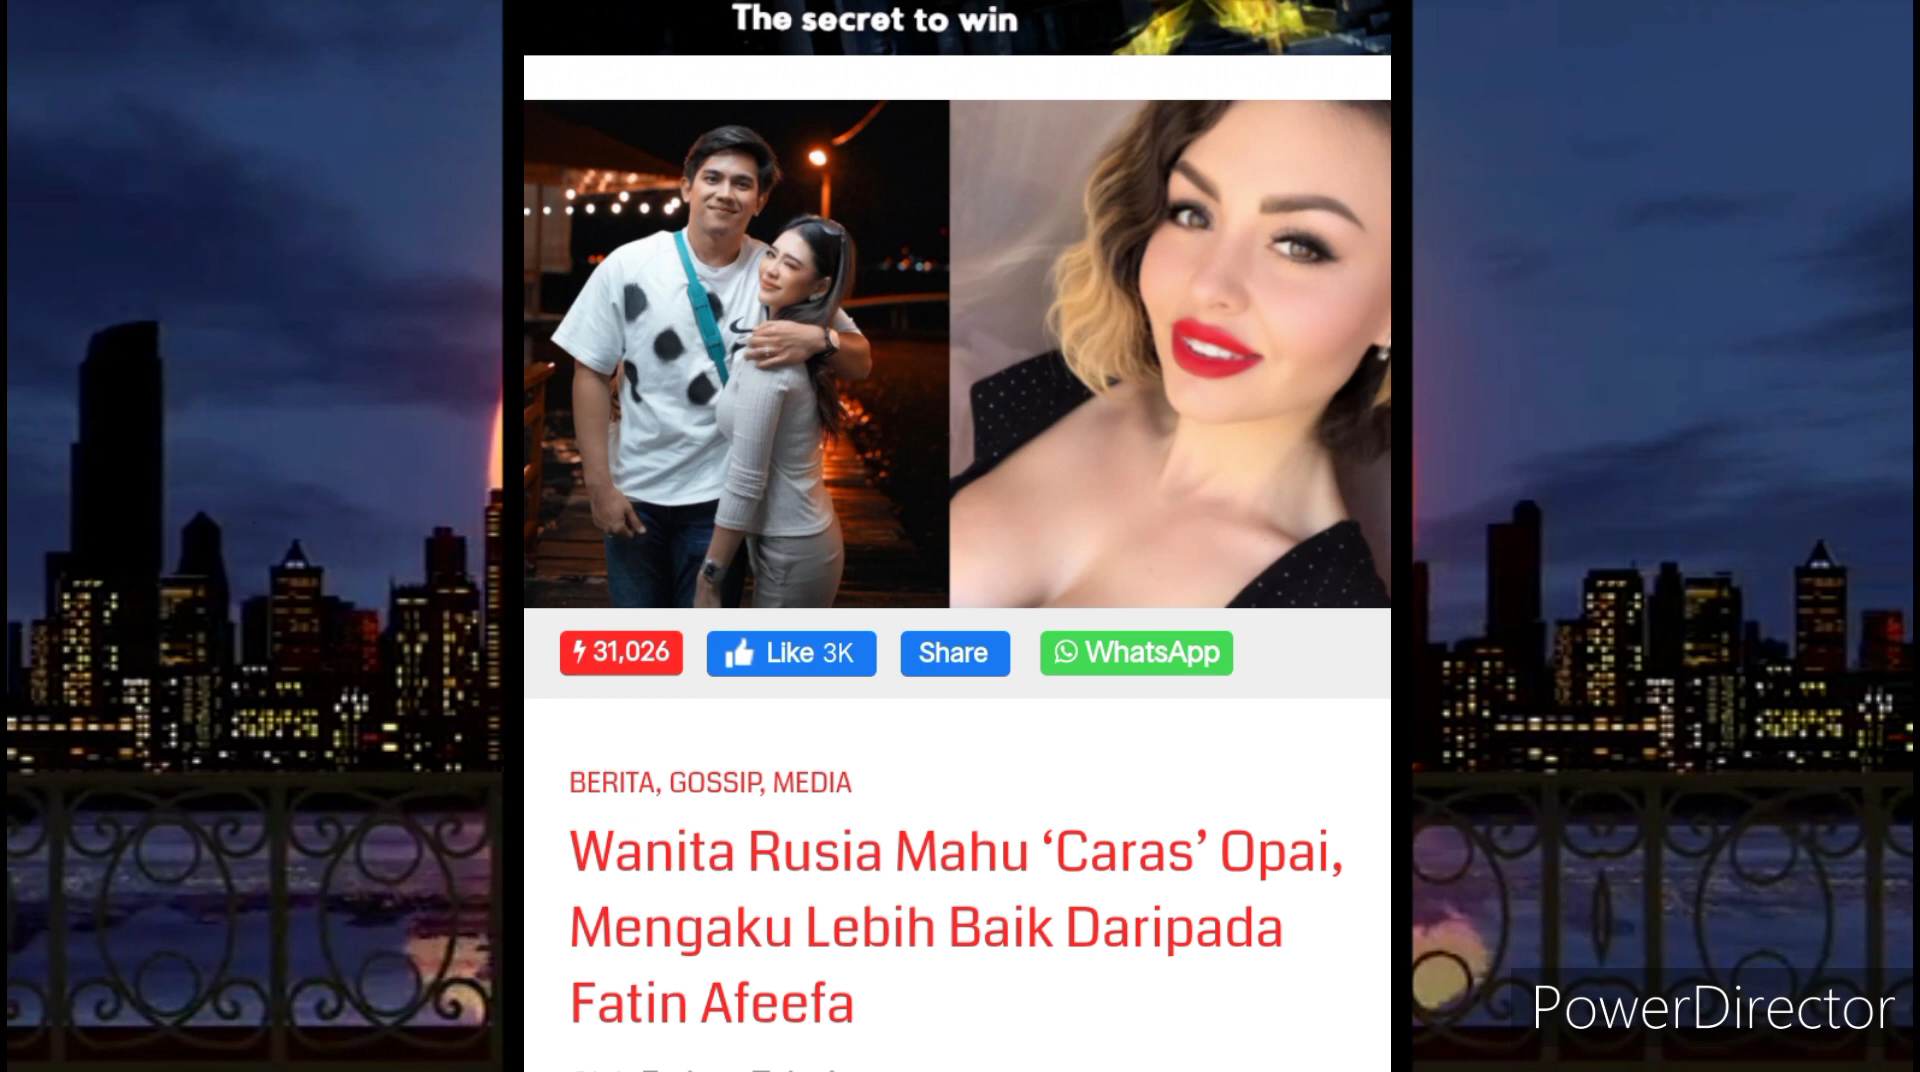 The secret to win
31,026
Like 3K
Share
WhatsApp
BERITA, GOSSIP, MEDIA
Wanita Rusia Mahu ‘Caras’ Opai,
Mengaku Lebih Baik Daripada
Fatin Afeefa
PowerDirector